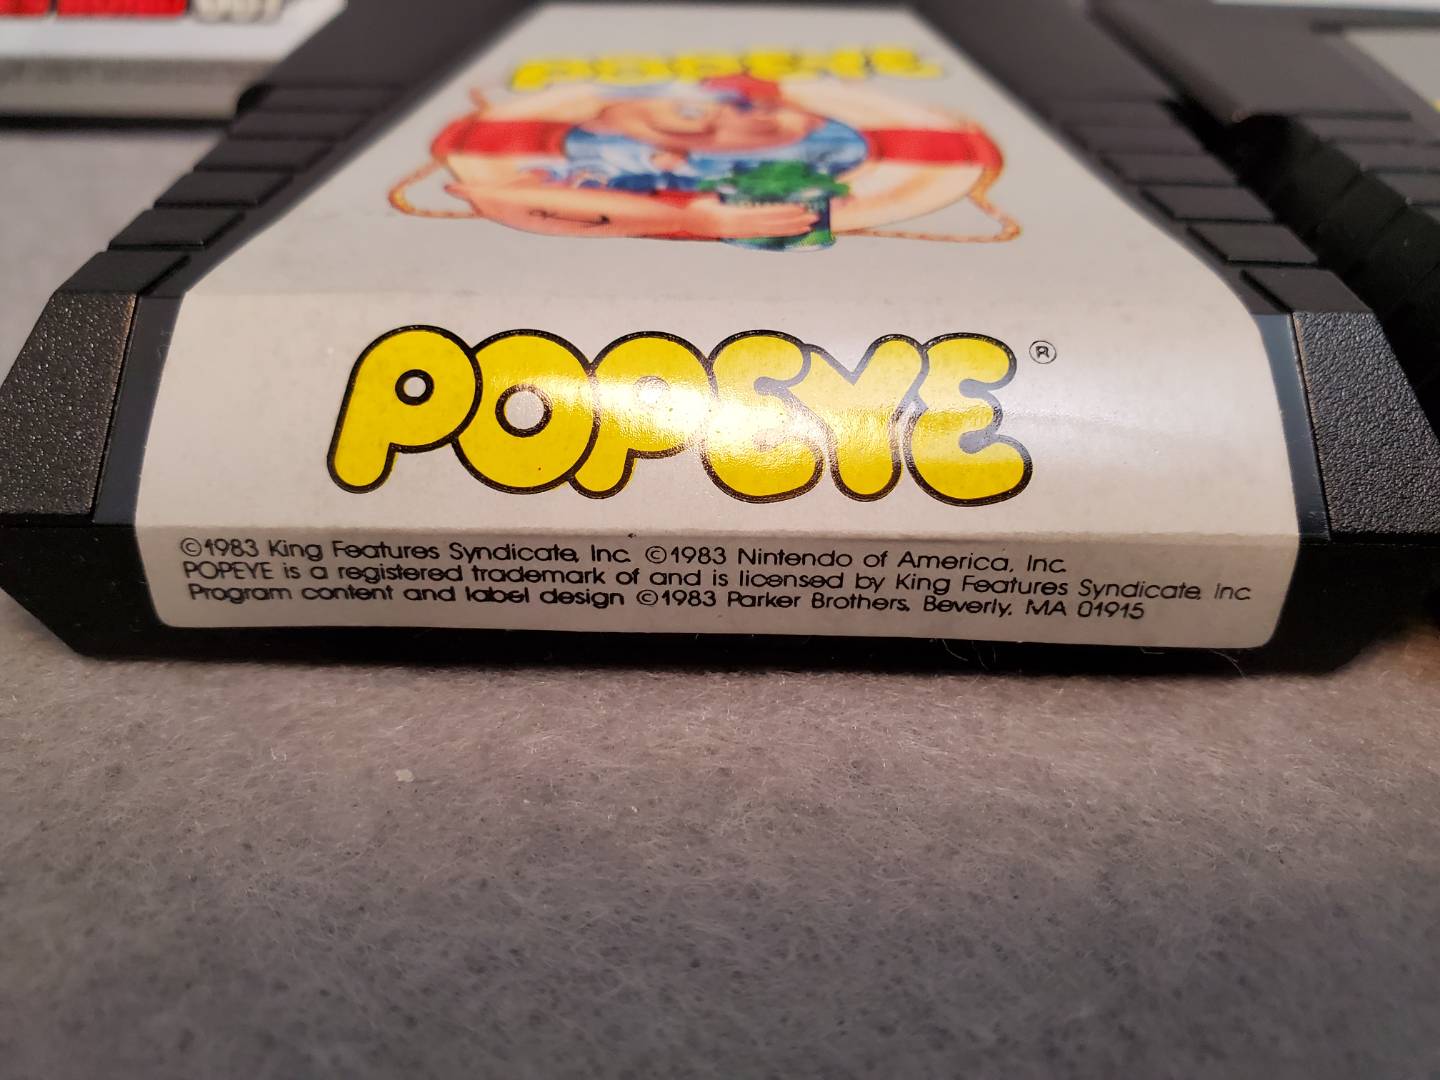 007
POPEYE
POPEYE®
©1983 King Features Syndicate, Inc. ©1983 Nintendo of America, Inc.
POPEYE is a registered trademark of and is licensed by King Features Syndicate, Inc
Program content and label design ©1983 Parker Brothers, Beverly, MA 01915